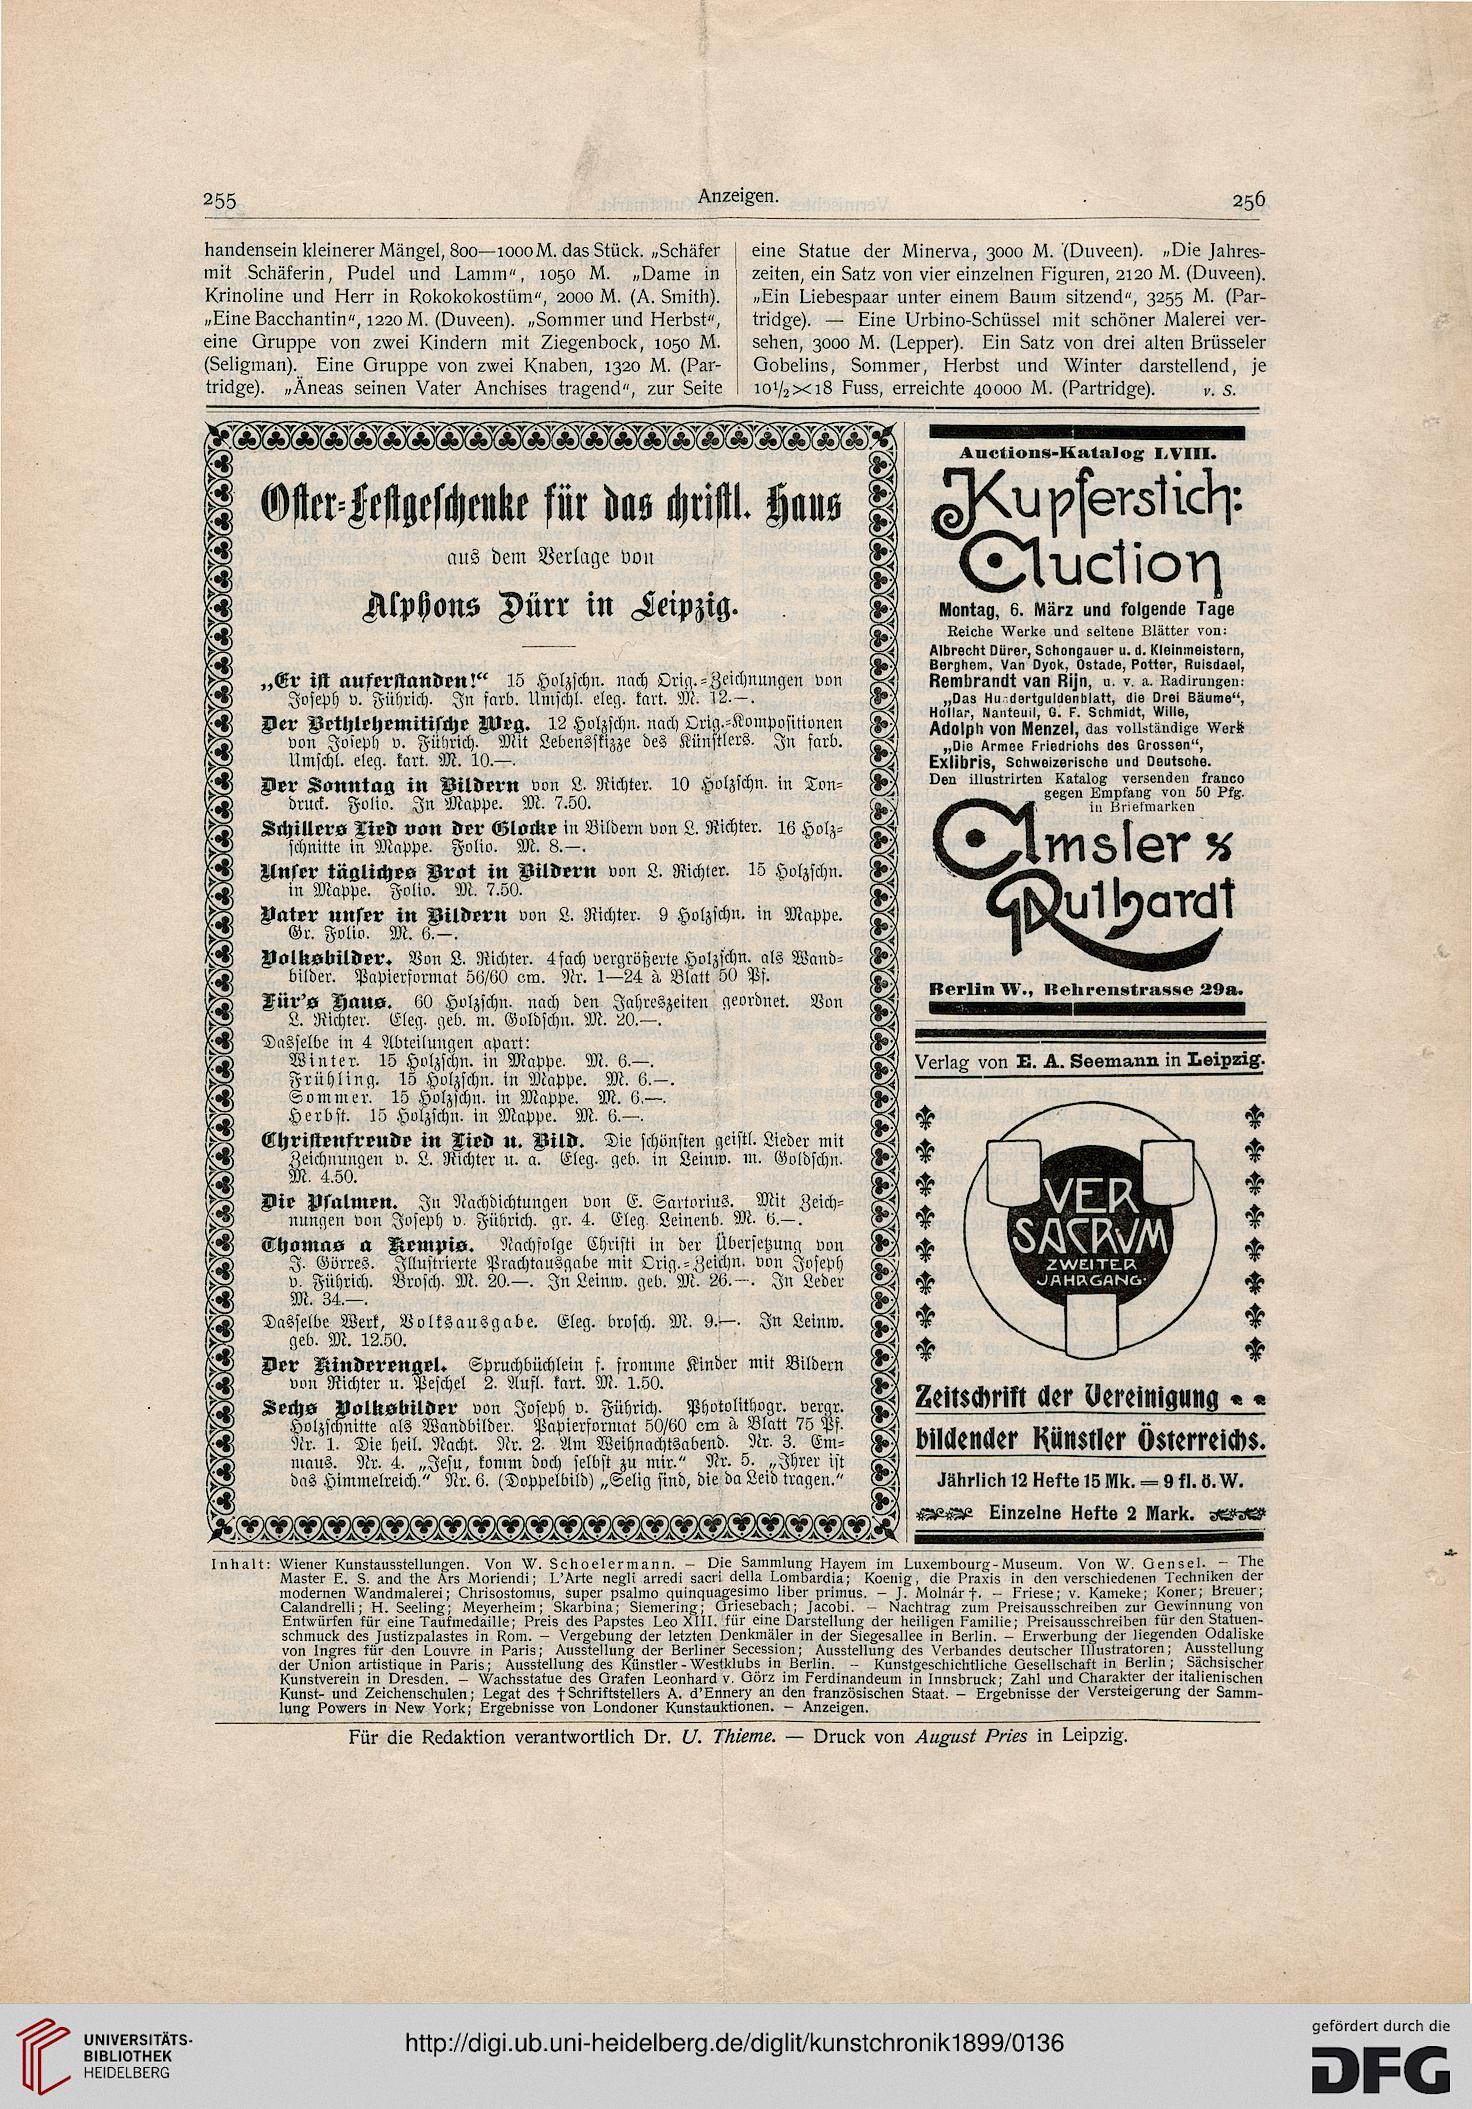 255
Anzeigen.
256
handensein kleinerer Mängel, 800—1000 M. das Stück. „Schäfer
mit Schäferin, Pudel und Lamm", 1050 M. „Dame in
Krinoline und Herr in Rokokokostüm", 2000 M. (A. Smith).
„Eine Bacchantin", 1220 M. (Duveen). „Sommer und Herbst",
eine Gruppe von zwei Kindern mit Ziegenbock, 1050 M.
(Seligman). Eine Gruppe von zwei Knaben, 1320 M. (Par-
tridge). „Äneas seinen Vater Anchises tragend", zur Seite
eine Statue der Minerva, 3000 M. (Duveen). „Die Jahres-
zeiten, ein Satz von vier einzelnen Figuren, 2120 M. (Duveen).
„Ein Liebespaar unter einem Baum sitzend", 3255 M. (Par-
tridge). — Eine Urbino-Schüssel mit schöner Malerei ver-
sehen, 3000 M. (Lepper). Ein Satz von drei alten Brüsseler
Gobelins, Sommer, Herbst und Winter darstellend, je
10½×18 Fuss, erreichte 40000 M. (Partridge). v. S.
Oster-Festgeschenke für das christl. Haus
aus dem Verlage von
Alphons Dürr in Leipzig.
„Er ist auferstanden!" 15 Holzschn. nach Orig.-Zeichnungen von
Joseph v. Führich. In farb. Umschl. eleg. kart. M. 12.—.
Der Bethlehemitische Weg. 12 Holzschn. nach Orig.-Kompositionen
von Joseph v. Führich. Mit Lebensskizze des Künstlers. In farb.
Umschl. eleg. kart. M. 10.—.
Der Sonntag in Bildern von L. Richter. 10 Holzschn. in Ton-
druck. Folio. In Mappe. M. 7.50.
Schillers Lied von der Glocke in Bildern von L. Richter. 16 Holz-
schnitte in Mappe. Folio. M. 8.—.
Unser tägliches Brot in Bildern von L. Richter. 15 Holzschn.
in Mappe. Folio. M. 7.50.
Vater unser in Bildern von L. Richter. 9 Holzschn. in Mappe.
Gr. Folio. M. 6.—.
Volksbilder. Von L. Richter. 4fach vergrößerte Holzschn. als Wand-
bilder. Papierformat 56/60 cm. Nr. 1—24 à Blatt 50 Pf.
Für's Haus. 60 Holzschn. nach den Jahreszeiten geordnet. Von
L. Richter. Eleg. geb. m. Goldschn. M. 20.—.
Dasselbe in 4 Abteilungen apart:
Winter. 15 Holzschn. in Mappe. M. 6.—.
Frühling. 15 Holzschn. in Mappe. M. 6.—.
Sommer. 15 Holzschn. in Mappe. M. 6.—.
Herbst. 15 Holzschn. in Mappe. M. 6.—.
Christenfreude in Lied u. Bild. Die schönsten geistl. Lieder mit
Zeichnungen v. L. Richter u. a. Eleg. geb. in Leinw. m. Goldschn.
M. 4.50.
Die Psalmen. In Nachdichtungen von E. Sartorius. Mit Zeich-
nungen von Joseph v. Führich. gr. 4. Eleg. Leinenb. M. 6.—.
Thomas a Kempis. Nachfolge Christi in der Übersetzung von
J. Görres. Illustrierte Prachtausgabe mit Orig.-Zeichn. von Joseph
v. Führich. Brosch. M. 20.—. In Leinw. geb. M. 26.—. In Leder
M. 34.—.
Dasselbe Werk, Volksausgabe. Eleg. brosch. M. 9.—. In Leinw.
geb. M. 12.50.
Der Kinderengel. Spruchbüchlein f. fromme Kinder mit Bildern
von Richter u. Peschel 2. Aufl. kart. M. 1.50.
Sechs Volksbilder von Joseph v. Führich. Photolithogr. vergr.
Holzschnitte als Wandbilder. Papierformat 50/60 cm à Blatt 75 Pf.
Nr. 1. Die heil. Nacht. Nr. 2. Am Weihnachtsabend. Nr. 3. Em-
maus. Nr. 4. „Jesu, komm doch selbst zu mir." Nr. 5. „Ihrer ist
das Himmelreich." Nr. 6. (Doppelbild) „Selig sind, die da Leid tragen."
Auctions-Katalog LVIII.
Kupferstich:
Auction
Montag, 6. März und folgende Tage
Reiche Werke und seltene Blätter von:
Albrecht Dürer, Schongauer u. d. Kleinmeistern,
Berghem, Van Dyck, Ostade, Potter, Ruisdael,
Rembrandt van Rijn, u. v. a. Radirungen:
„Das Hundertguldenblatt, die Drei Bäume",
Hollar, Nanteuil, G. F. Schmidt, Wille,
Adolph von Menzel, das vollständige Werk
„Die Armee Friedrichs des Grossen",
Exlibris, Schweizerische und Deutsche.
Den illustrirten Katalog versenden franco
gegen Empfang von 50 Pfg.
in Briefmarken
Amsler &
Ruthardt
Berlin W., Behrenstrasse 29a.
Verlag von E. A. Seemann in Leipzig.
VER
SACRVM
ZWEITER
JAHRGANG·
Zeitschrift der Vereinigung
bildender Künstler Österreichs.
Jährlich 12 Hefte 15 Mk. = 9 fl. ö. W.
Einzelne Hefte 2 Mark.
Inhalt: Wiener Kunstausstellungen. Von W. Schoelermann. — Die Sammlung Hayem im Luxembourg-Museum. Von W. Gensel. — The
Master E. S. and the Ars Moriendi; L'Arte negli arredi sacri della Lombardia; Koenig, die Praxis in den verschiedenen Techniken der
modernen Wandmalerei; Chrisostomus, super psalmo quinquagesimo liber primus. — J. Molnár †. — Friese; v. Kameke; Koner; Breuer;
Calandrelli; H. Seeling; Meyerheim; Skarbina; Siemering; Griesebach; Jacobi. — Nachtrag zum Preisausschreiben zur Gewinnung von
Entwürfen für eine Taufmedaille; Preis des Papstes Leo XIII. für eine Darstellung der heiligen Familie; Preisausschreiben für den Statuen-
schmuck des Justizpalastes in Rom. — Vergebung der letzten Denkmäler in der Siegesallee in Berlin. — Erwerbung der liegenden Odaliske
von Ingres für den Louvre in Paris; Ausstellung der Berliner Secession; Ausstellung des Verbandes deutscher Illustratoren; Ausstellung
der Union artistique in Paris; Ausstellung des Künstler-Westklubs in Berlin. — Kunstgeschichtliche Gesellschaft in Berlin; Sächsischer
Kunstverein in Dresden. — Wachsstatue des Grafen Leonhard v. Görz im Ferdinandeum in Innsbruck; Zahl und Charakter der italienischen
Kunst- und Zeichenschulen; Legat des † Schriftstellers A. d'Ennery an den französischen Staat. — Ergebnisse der Versteigerung der Samm-
lung Powers in New York; Ergebnisse von Londoner Kunstauktionen. — Anzeigen.
Für die Redaktion verantwortlich Dr. U. Thieme. — Druck von August Pries in Leipzig.
UNIVERSITÄTS-
BIBLIOTHEK
HEIDELBERG
http://digi.ub.uni-heidelberg.de/diglit/kunstchronik1899/0136
gefördert durch die
DFG